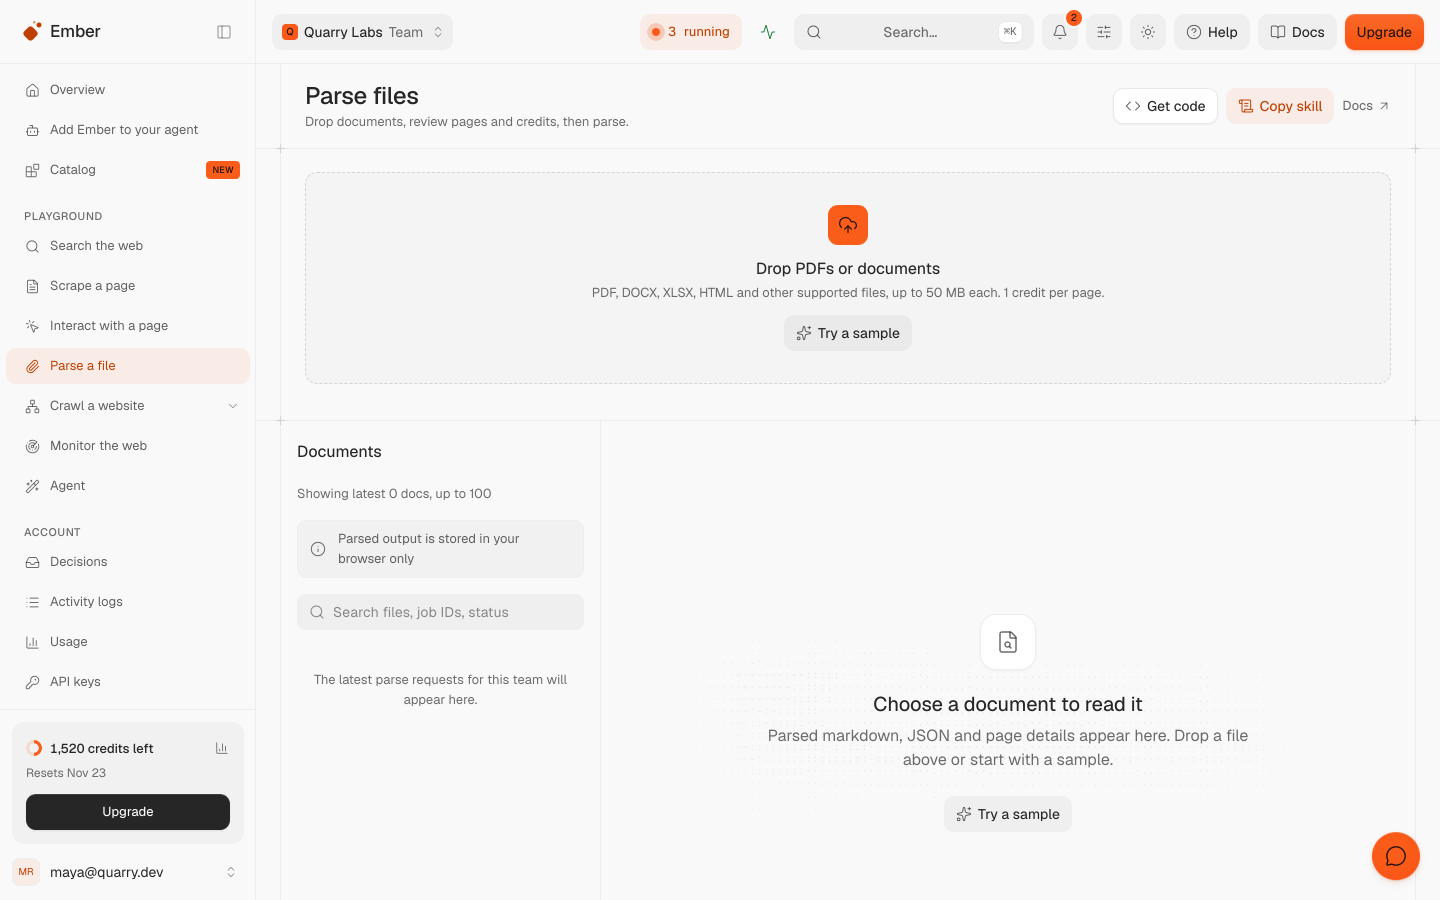 Ember
Q Quarry Labs Team
3 running
Search...
⌘K
2
Help
Docs
Upgrade
Overview
Add Ember to your agent
Catalog NEW
PLAYGROUND
Search the web
Scrape a page
Interact with a page
Parse a file
Crawl a website
Monitor the web
Agent
ACCOUNT
Decisions
Activity logs
Usage
API keys
1,520 credits left
Resets Nov 23
Upgrade
MR maya@quarry.dev
Parse files
Drop documents, review pages and credits, then parse.
Get code
Copy skill
Docs
Drop PDFs or documents
PDF, DOCX, XLSX, HTML and other supported files, up to 50 MB each. 1 credit per page.
Try a sample
Documents
Showing latest 0 docs, up to 100
Parsed output is stored in your
browser only
Search files, job IDs, status
The latest parse requests for this team will
appear here.
Choose a document to read it
Parsed markdown, JSON and page details appear here. Drop a file
above or start with a sample.
Try a sample